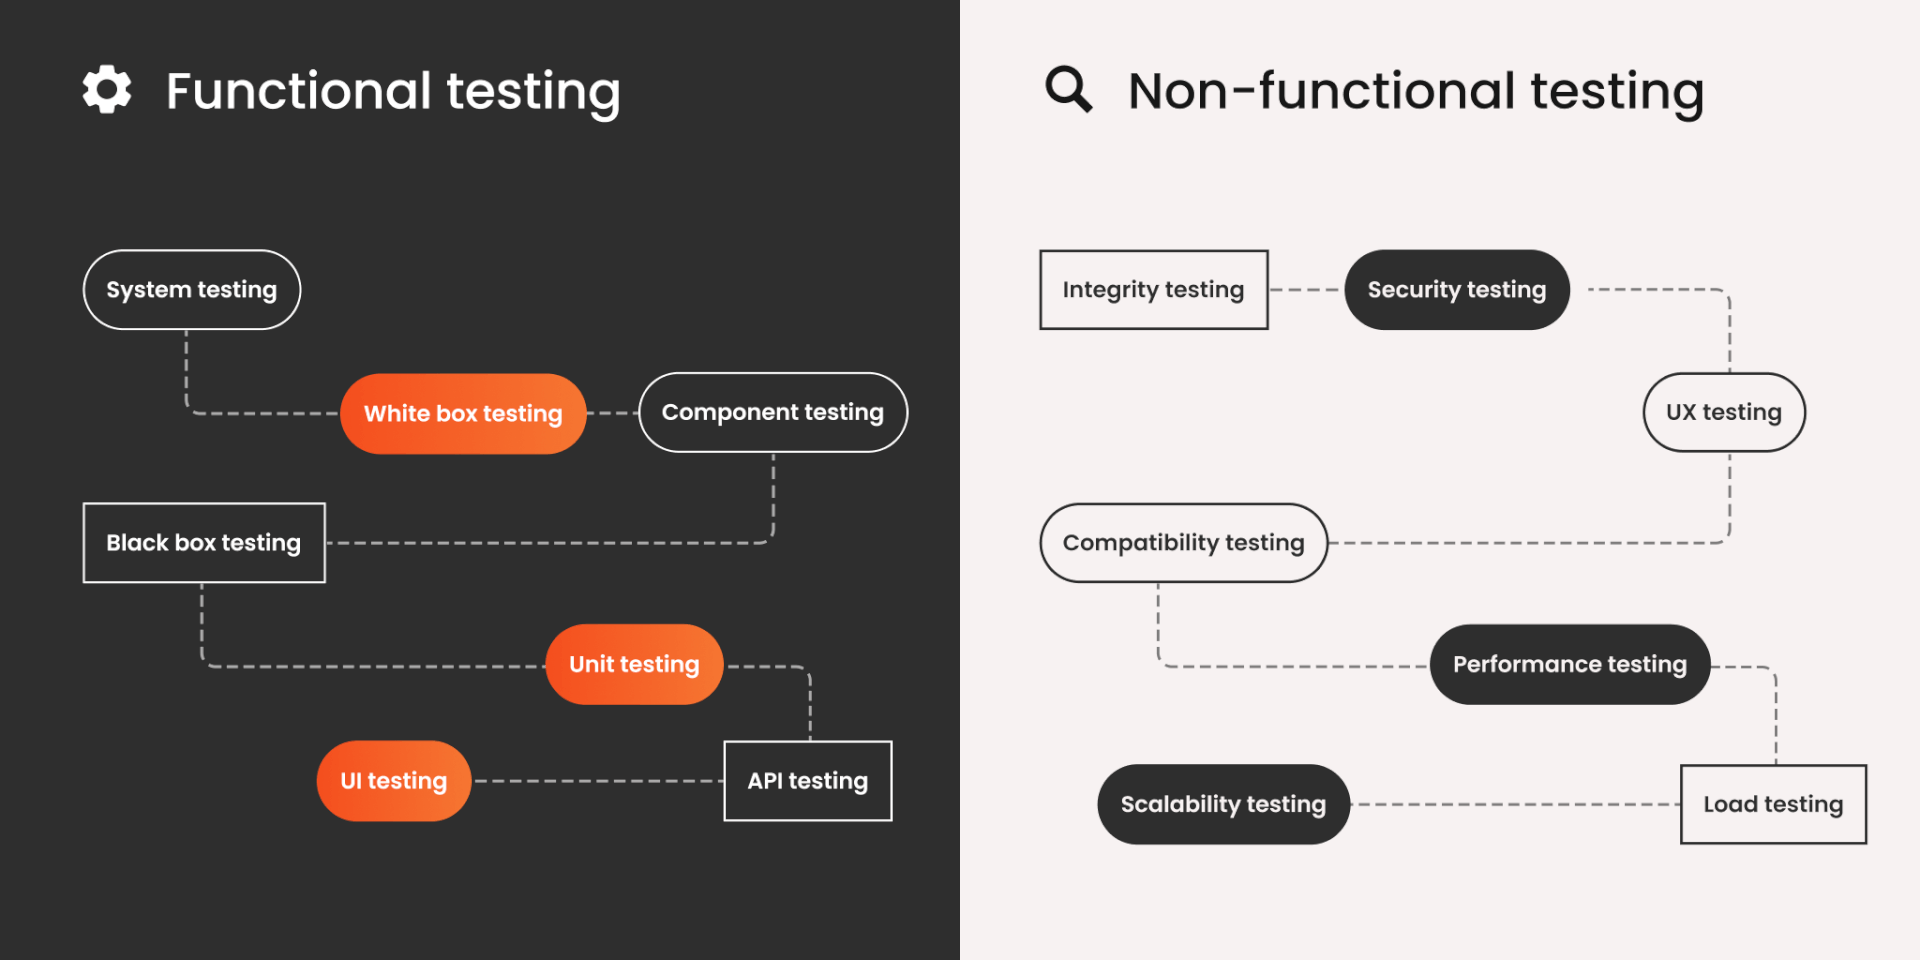 Functional testing
System testing
White box testing
Component testing
Black box testing
Unit testing
UI testing
API testing
Non-functional testing
Integrity testing
Security testing
UX testing
Compatibility testing
Performance testing
Scalability testing
Load testing